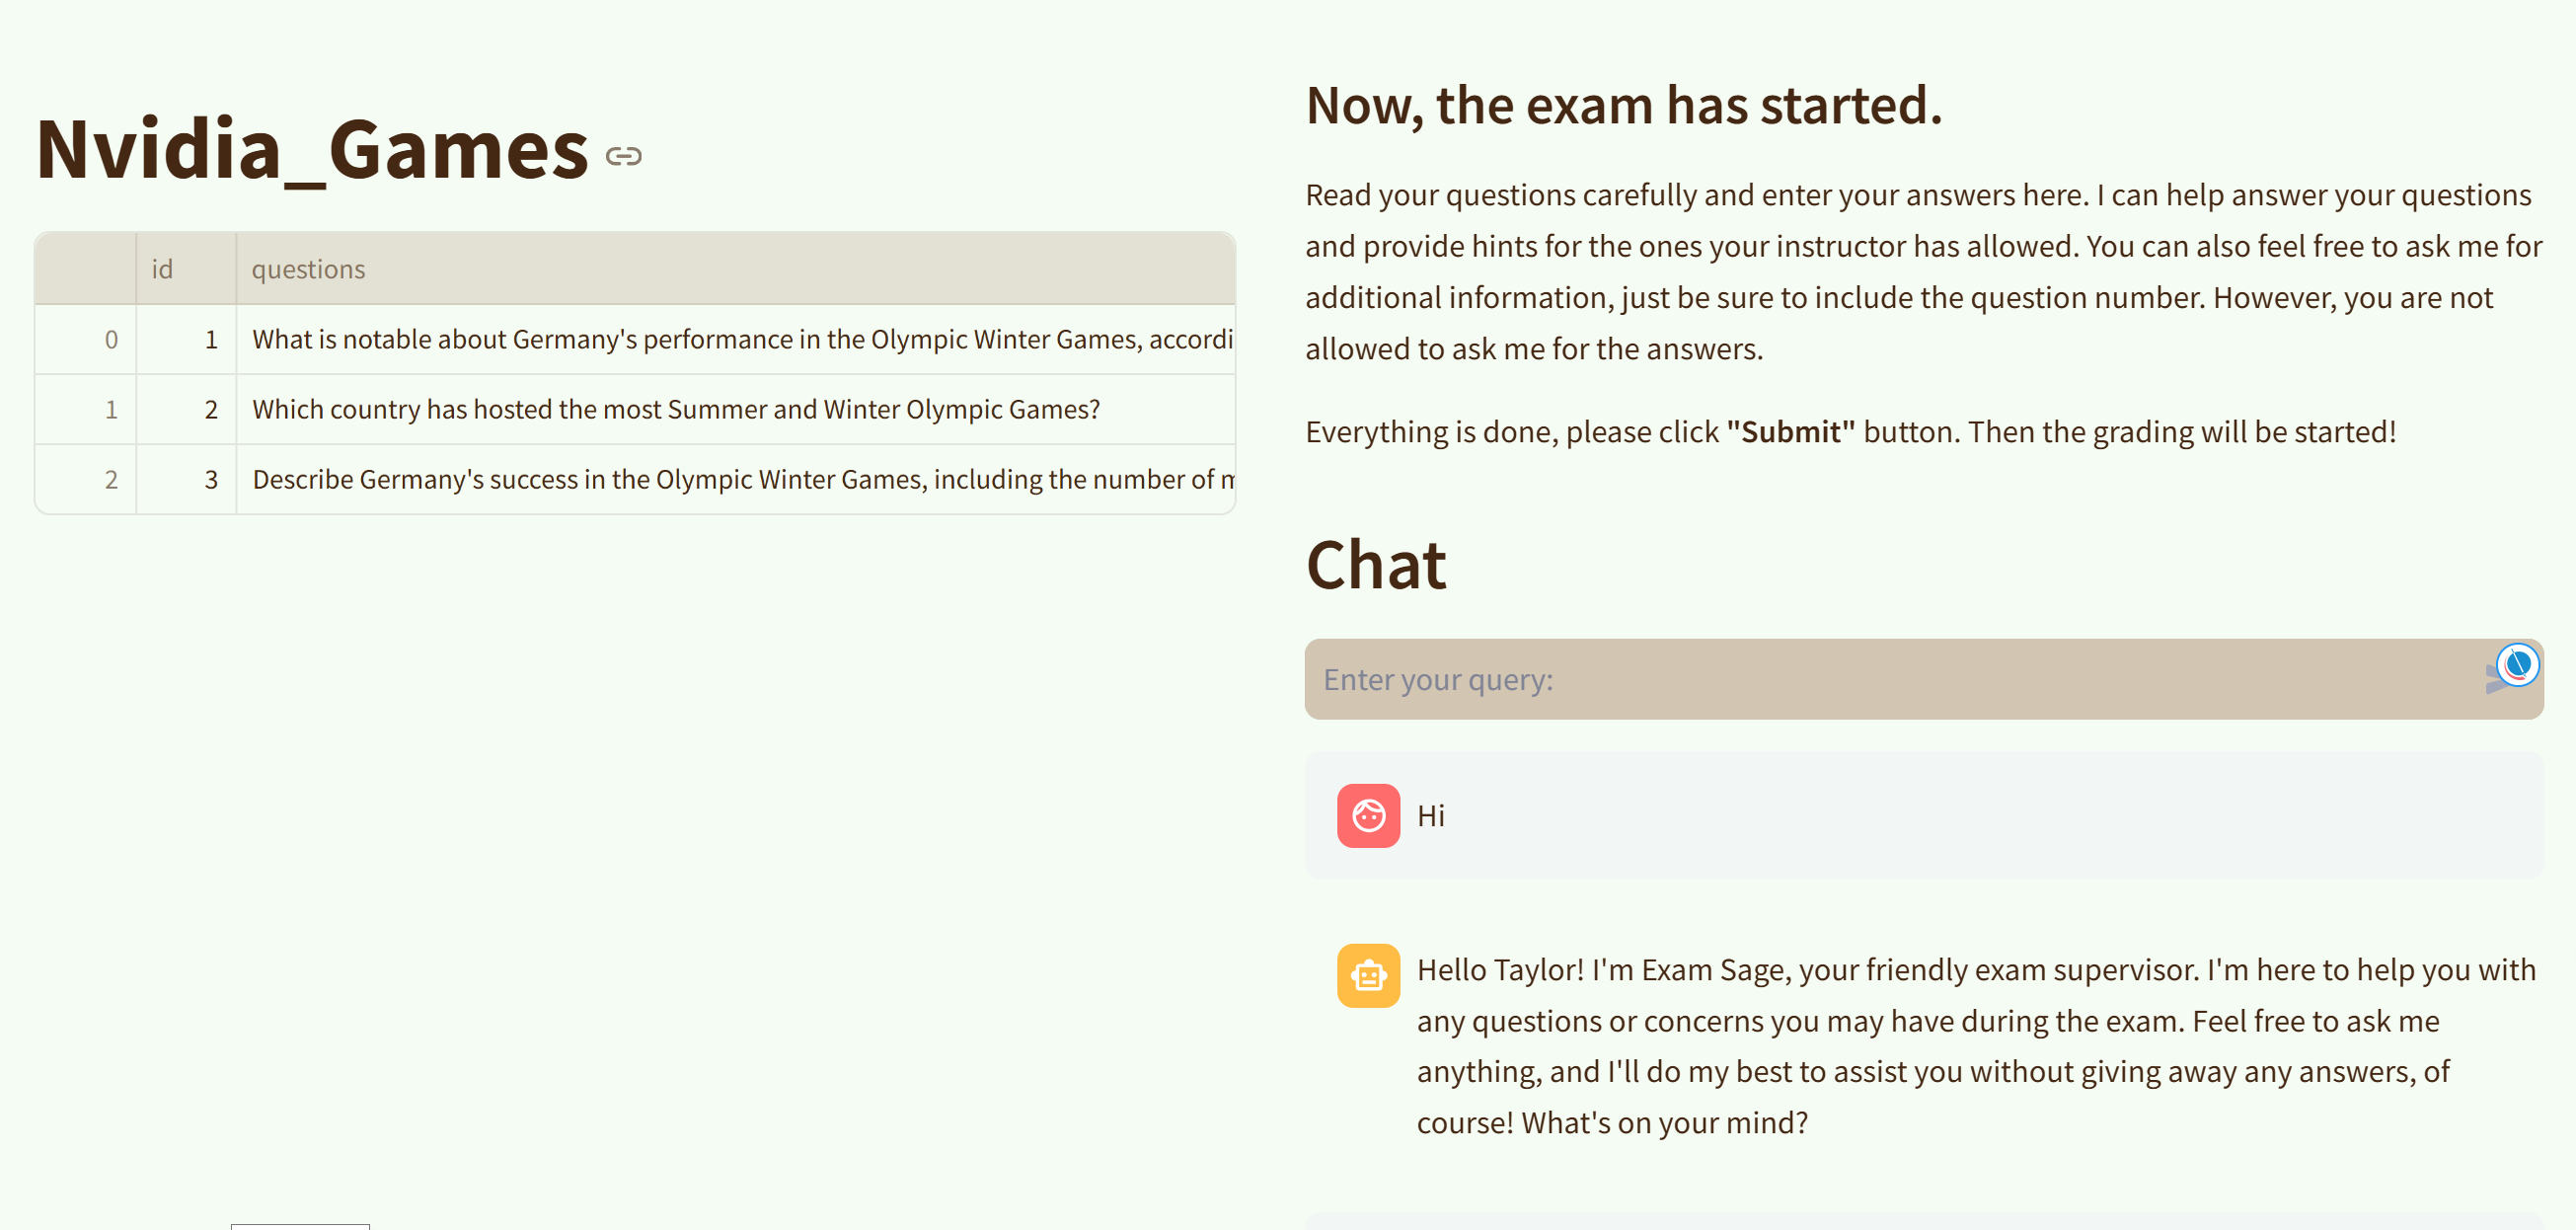 Nvidia_Games
id questions
0 1 What is notable about Germany's performance in the Olympic Winter Games, accordi
1 2 Which country has hosted the most Summer and Winter Olympic Games?
2 3 Describe Germany's success in the Olympic Winter Games, including the number of
Now, the exam has started.
Read your questions carefully and enter your answers here. I can help answer your questions
and provide hints for the ones your instructor has allowed. You can also feel free to ask me for
additional information, just be sure to include the question number. However, you are not
allowed to ask me for the answers.
Everything is done, please click "Submit" button. Then the grading will be started!
Chat
Enter your query:
Hi
Hello Taylor! I'm Exam Sage, your friendly exam supervisor. I'm here to help you with
any questions or concerns you may have during the exam. Feel free to ask me
anything, and I'll do my best to assist you without giving away any answers, of
course! What's on your mind?